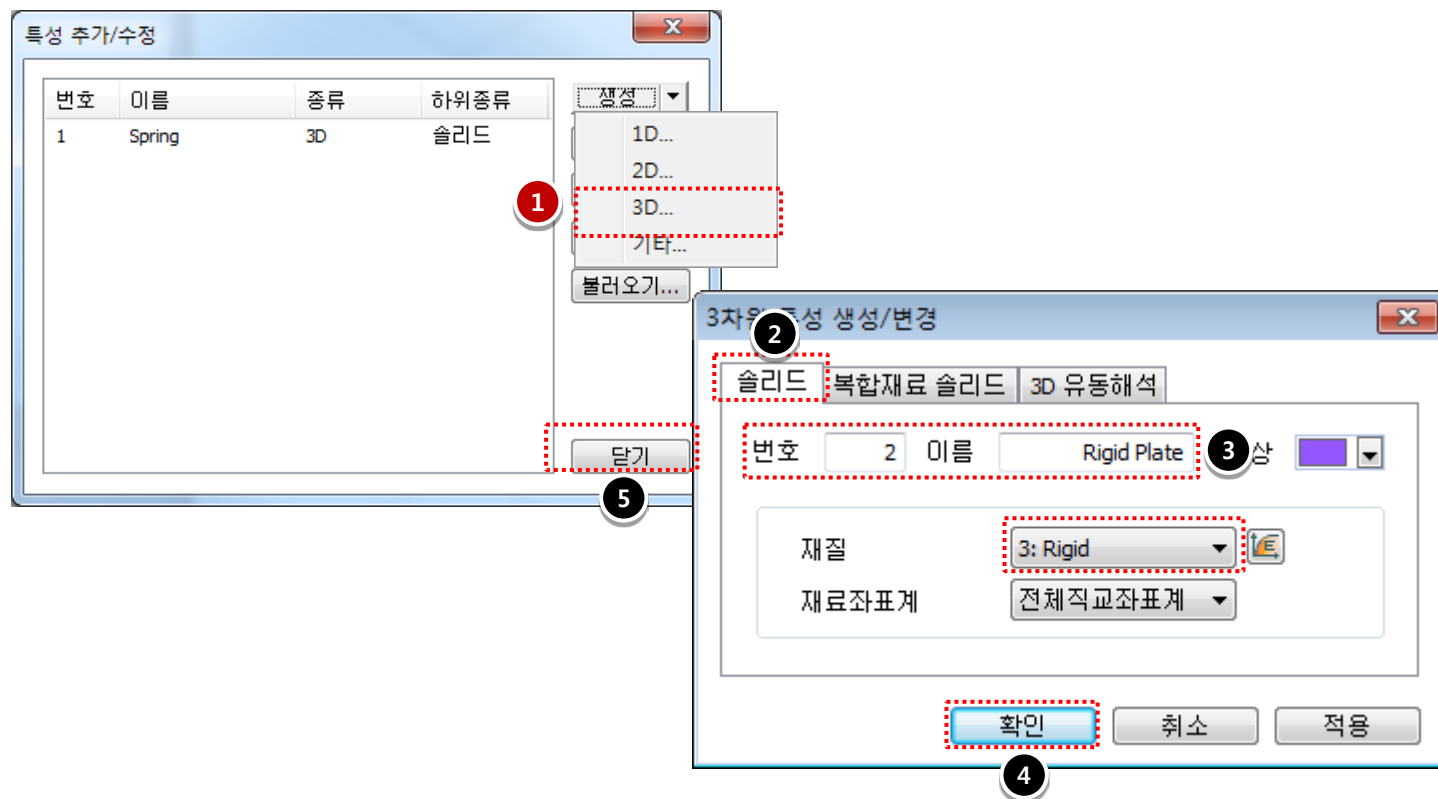 특성 추가/수정
번호 이름 종류 하위종류
1 Spring 3D 솔리드
생성
1D...
2D...
1
3D...
기타...
불러오기...
닫기
5
3차원 특성 생성/변경
2
솔리드 복합재료 솔리드 3D 유동해석
번호 2 이름 Rigid Plate 3 상
재질 3: Rigid
재료좌표계 전체직교좌표계
확인 취소 적용
4